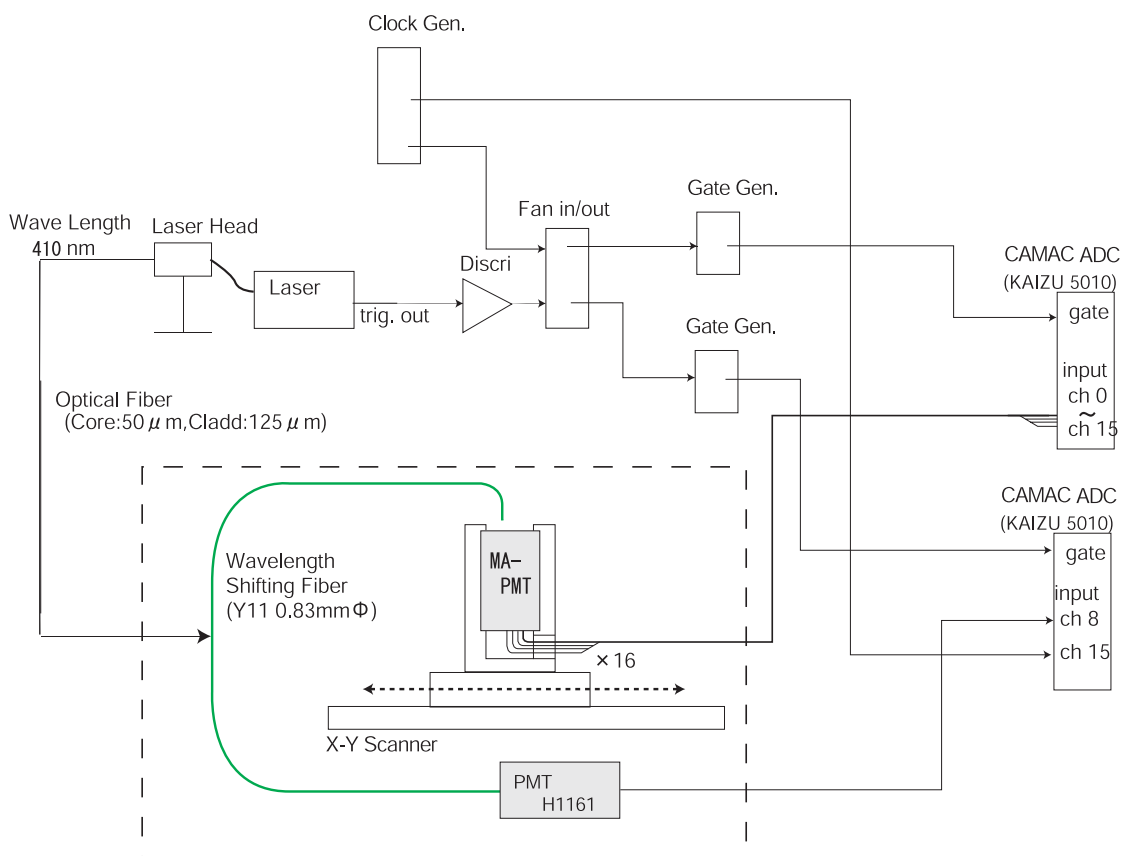 Clock Gen.
Wave Length
410 nm
Laser Head
Laser
trig. out
Discri
Fan in/out
Gate Gen.
Gate Gen.
CAMAC ADC
(KAIZU 5010)
gate
input
ch 0
~
ch 15
Optical Fiber
(Core:50 μm,Cladd:125 μm)
CAMAC ADC
(KAIZU 5010)
gate
input
ch 8
ch 15
Wavelength
Shifting Fiber
(Y11 0.83mmΦ)
MA-
PMT
×16
X-Y Scanner
PMT
H1161